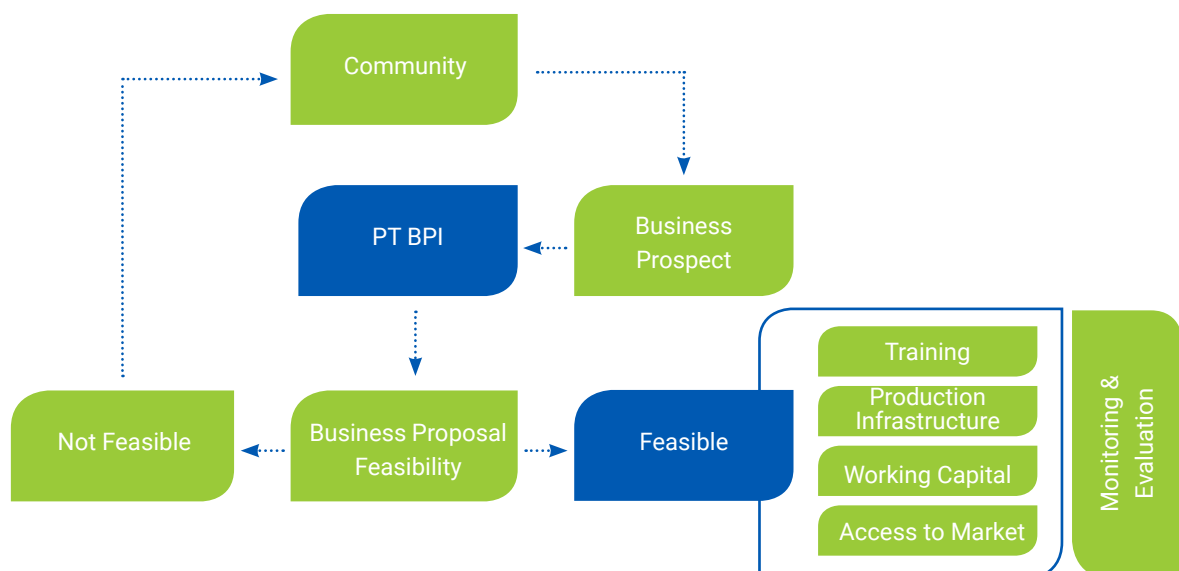 Community
PT BPI
Business
Prospect
Not Feasible
Business Proposal
Feasibility
Feasible
Training
Production
Infrastructure
Working Capital
Access to Market
Monitoring &
Evaluation